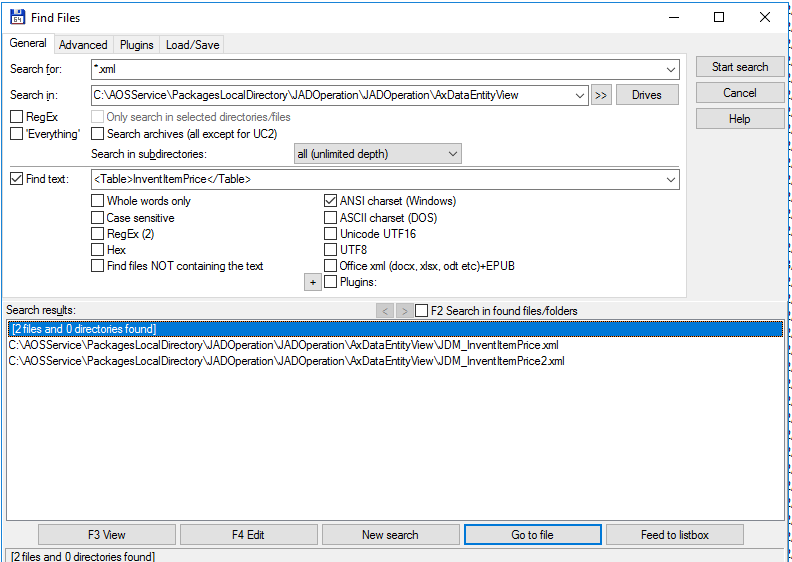 64
Find Files
General Advanced Plugins Load/Save
Search for: *.xml
Start search
Search in: C:\AOSService\PackagesLocalDirectory\JADOperation\JADOperation\AxDataEntityView >> Drives
Cancel
RegEx Only search in selected directories/files
Help
'Everything' Search archives (all except for UC2)
Search in subdirectories: all (unlimited depth)
Find text: <Table>InventItemPrice</Table>
Whole words only ANSI charset (Windows)
Case sensitive ASCII charset (DOS)
RegEx (2) Unicode UTF16
Hex UTF8
Find files NOT containing the text Office xml (docx, xlsx, odt etc)+EPUB
+ Plugins:
Search results: < > F2 Search in found files/folders
[2 files and 0 directories found]
C:\AOSService\PackagesLocalDirectory\JADOperation\JADOperation\AxDataEntityView\JDM_InventItemPrice.xml
C:\AOSService\PackagesLocalDirectory\JADOperation\JADOperation\AxDataEntityView\JDM_InventItemPrice2.xml
F3 View F4 Edit New search Go to file Feed to listbox
[2 files and 0 directories found]